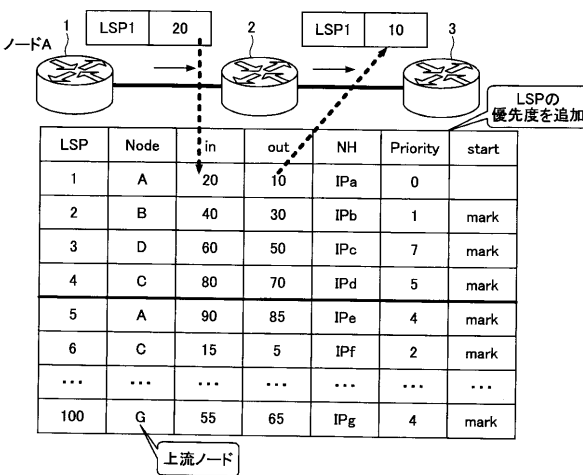 1
LSP1 20
2
LSP1 10
3
ノードA
LSPの
優先度を追加
LSP Node in out NH Priority start
1 A 20 10 IPa 0
2 B 40 30 IPb 1 mark
3 D 60 50 IPc 7 mark
4 C 80 70 IPd 5 mark
5 A 90 85 IPe 4 mark
6 C 15 5 IPf 2 mark
... ... ... ... ... ... ...
100 G 55 65 IPg 4 mark
上流ノード